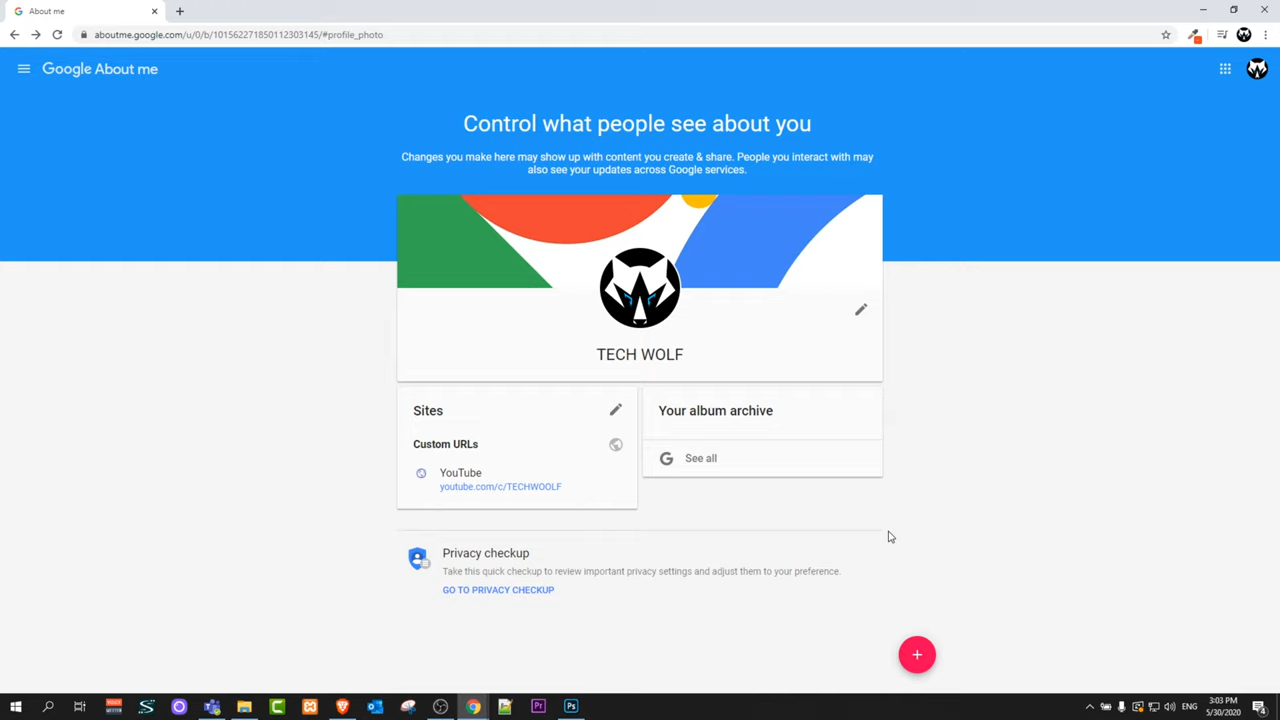 About me
aboutme.google.com/u/0/b/101562271850112303145/#profile_photo
Google About me
Control what people see about you
Changes you make here may show up with content you create & share. People you interact with may
also see your updates across Google services.
TECH WOLF
Sites
Custom URLs
YouTube
youtube.com/c/TECHWOOLF
Your album archive
See all
Privacy checkup
Take this quick checkup to review important privacy settings and adjust them to your preference.
GO TO PRIVACY CHECKUP
Pr
Ps
ENG
3:03 PM
5/30/2020
4